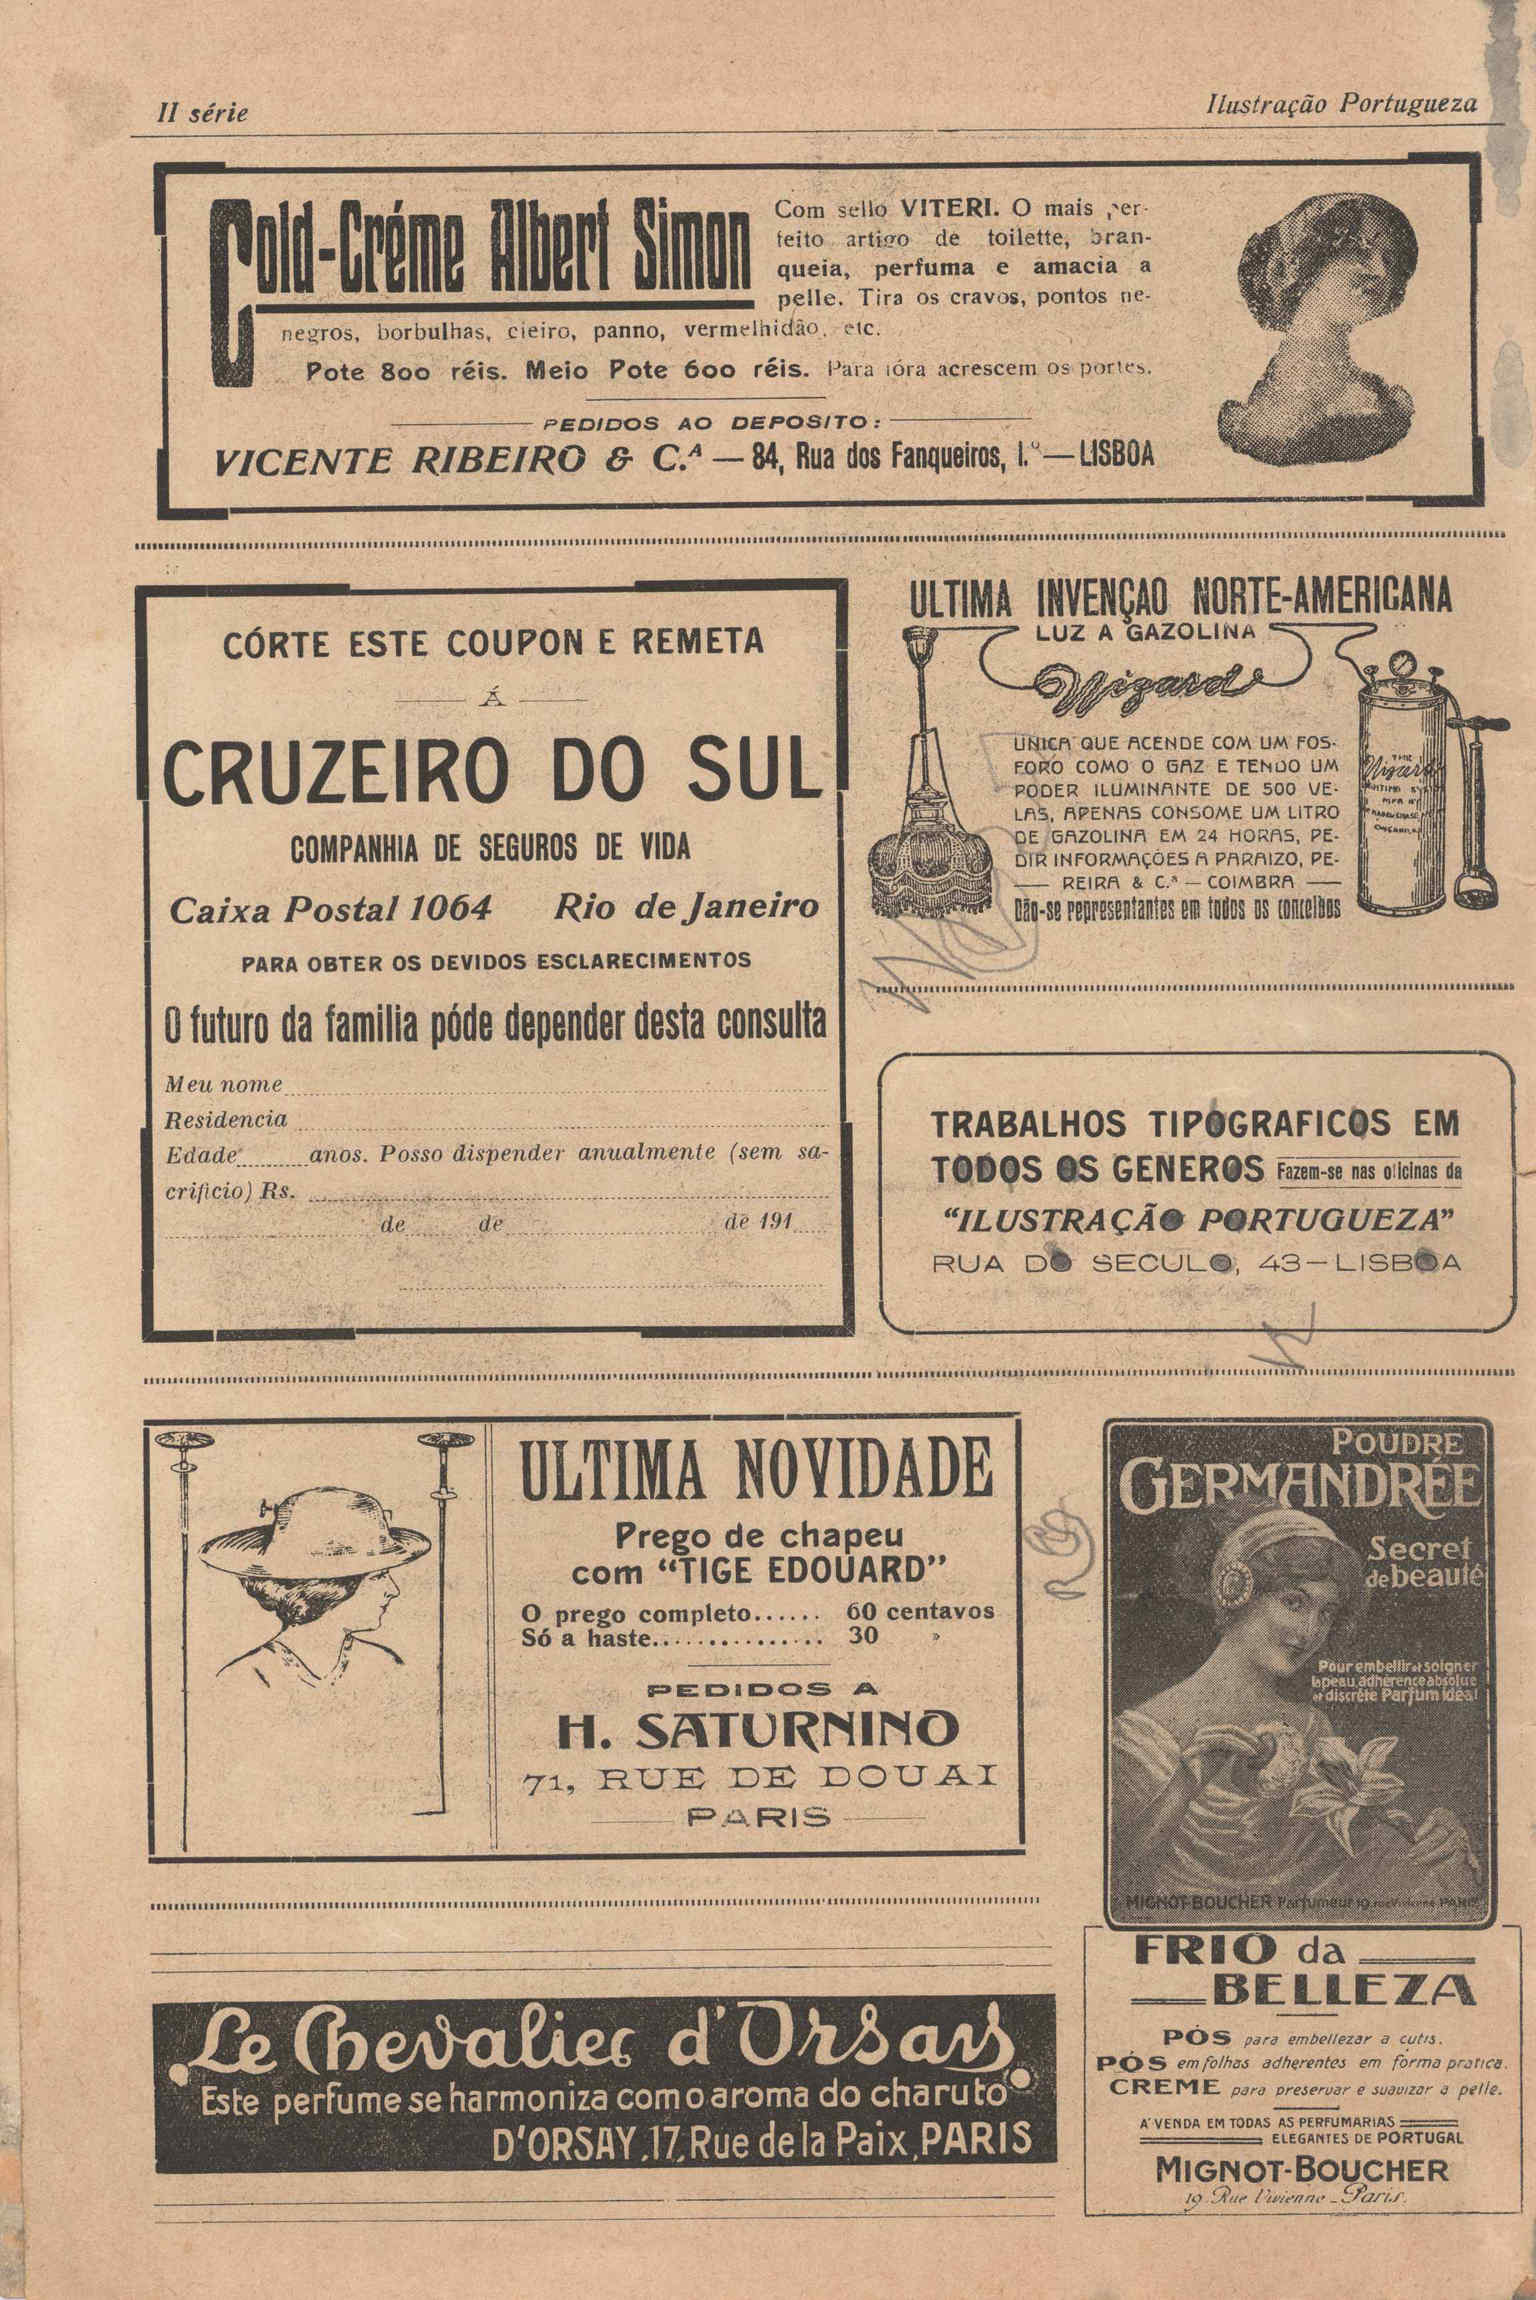 II série
Ilustração Portugueza
Cold-Créme Albert Simon
Com sello VITERI. O mais per-
feito artigo de toilette, bran-
queia, perfuma e amacia a
pelle. Tira os cravos, pontos ne-
negros, borbulhas, cieiro, panno, vermelhidão, etc.
Pote 800 réis. Meio Pote 600 réis. Para fóra acrescem os portes.
PEDIDOS AO DEPOSITO:
VICENTE RIBEIRO & C.ª — 84, Rua dos Fanqueiros, 1.º — LISBOA
CÓRTE ESTE COUPON E REMETA
Á
CRUZEIRO DO SUL
COMPANHIA DE SEGUROS DE VIDA
Caixa Postal 1064 Rio de Janeiro
PARA OBTER OS DEVIDOS ESCLARECIMENTOS
O futuro da familia póde depender desta consulta
Meu nome
Residencia
Edade anos. Posso dispender anualmente (sem sa-
crificio) Rs.
de de de 191
ULTIMA INVENÇAO NORTE-AMERICANA
LUZ A GAZOLINA
Wizard
UNICA QUE ACENDE COM UM FOS-
FORO COMO O GAZ E TENDO UM
PODER ILUMINANTE DE 500 VE-
LAS, APENAS CONSOME UM LITRO
DE GAZOLINA EM 24 HORAS, PE-
DIR INFORMAÇÕES A PARAIZO, PE-
REIRA & C.ª — COIMBRA
Dão-se representantes em todos os concelhos
THE
Wizard
TRABALHOS TIPOGRAFICOS EM
TODOS OS GENEROS Fazem-se nas oficinas da
"ILUSTRAÇÃO PORTUGUEZA"
RUA DO SECULO, 43—LISBOA
ULTIMA NOVIDADE
Prego de chapeu
com "TIGE EDOUARD"
O prego completo...... 60 centavos
Só a haste............... 30 »
PEDIDOS A
H. SATURNINO
71, RUE DE DOUAI
PARIS
POUDRE
GERMANDRÉE
Secret
de beauté
Pour embellir et soigner
la peau, adhérence absolue
et discrète Parfum idéal
MIGNOT-BOUCHER Parfumeur 19 rue Vivienne PARIS
FRIO da
BELLEZA
PÓS para embellezar a cutis.
PÓS em folhas adherentes em forma pratica.
CREME para preservar e suavizar a pelle.
A' VENDA EM TODAS AS PERFUMARIAS
ELEGANTES DE PORTUGAL
MIGNOT-BOUCHER
19 Rue Vivienne - Paris.
Le Chevalier d'Orsay
Este perfume se harmoniza com o aroma do charuto
D'ORSAY, 17, Rue de la Paix, PARIS